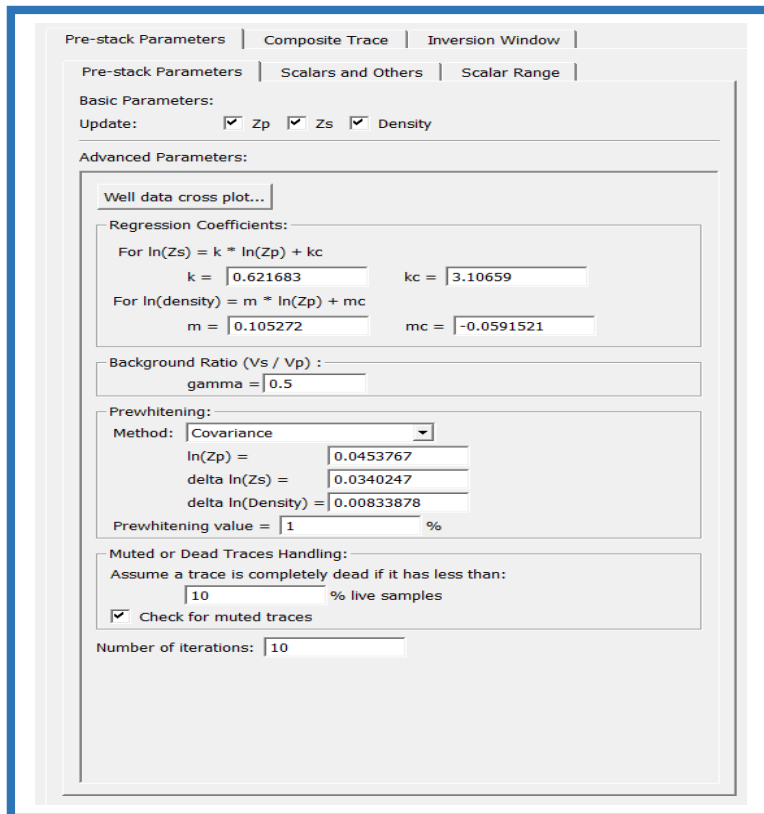 Pre-stack Parameters Composite Trace Inversion Window
Pre-stack Parameters Scalars and Others Scalar Range
Basic Parameters:
Update: Zp Zs Density
Advanced Parameters:
Well data cross plot...
Regression Coefficients:
For ln(Zs) = k * ln(Zp) + kc
k = 0.621683 kc = 3.10659
For ln(density) = m * ln(Zp) + mc
m = 0.105272 mc = -0.0591521
Background Ratio (Vs / Vp) :
gamma = 0.5
Prewhitening:
Method: Covariance
ln(Zp) = 0.0453767
delta ln(Zs) = 0.0340247
delta ln(Density) = 0.00833878
Prewhitening value = 1 %
Muted or Dead Traces Handling:
Assume a trace is completely dead if it has less than:
10 % live samples
Check for muted traces
Number of iterations: 10